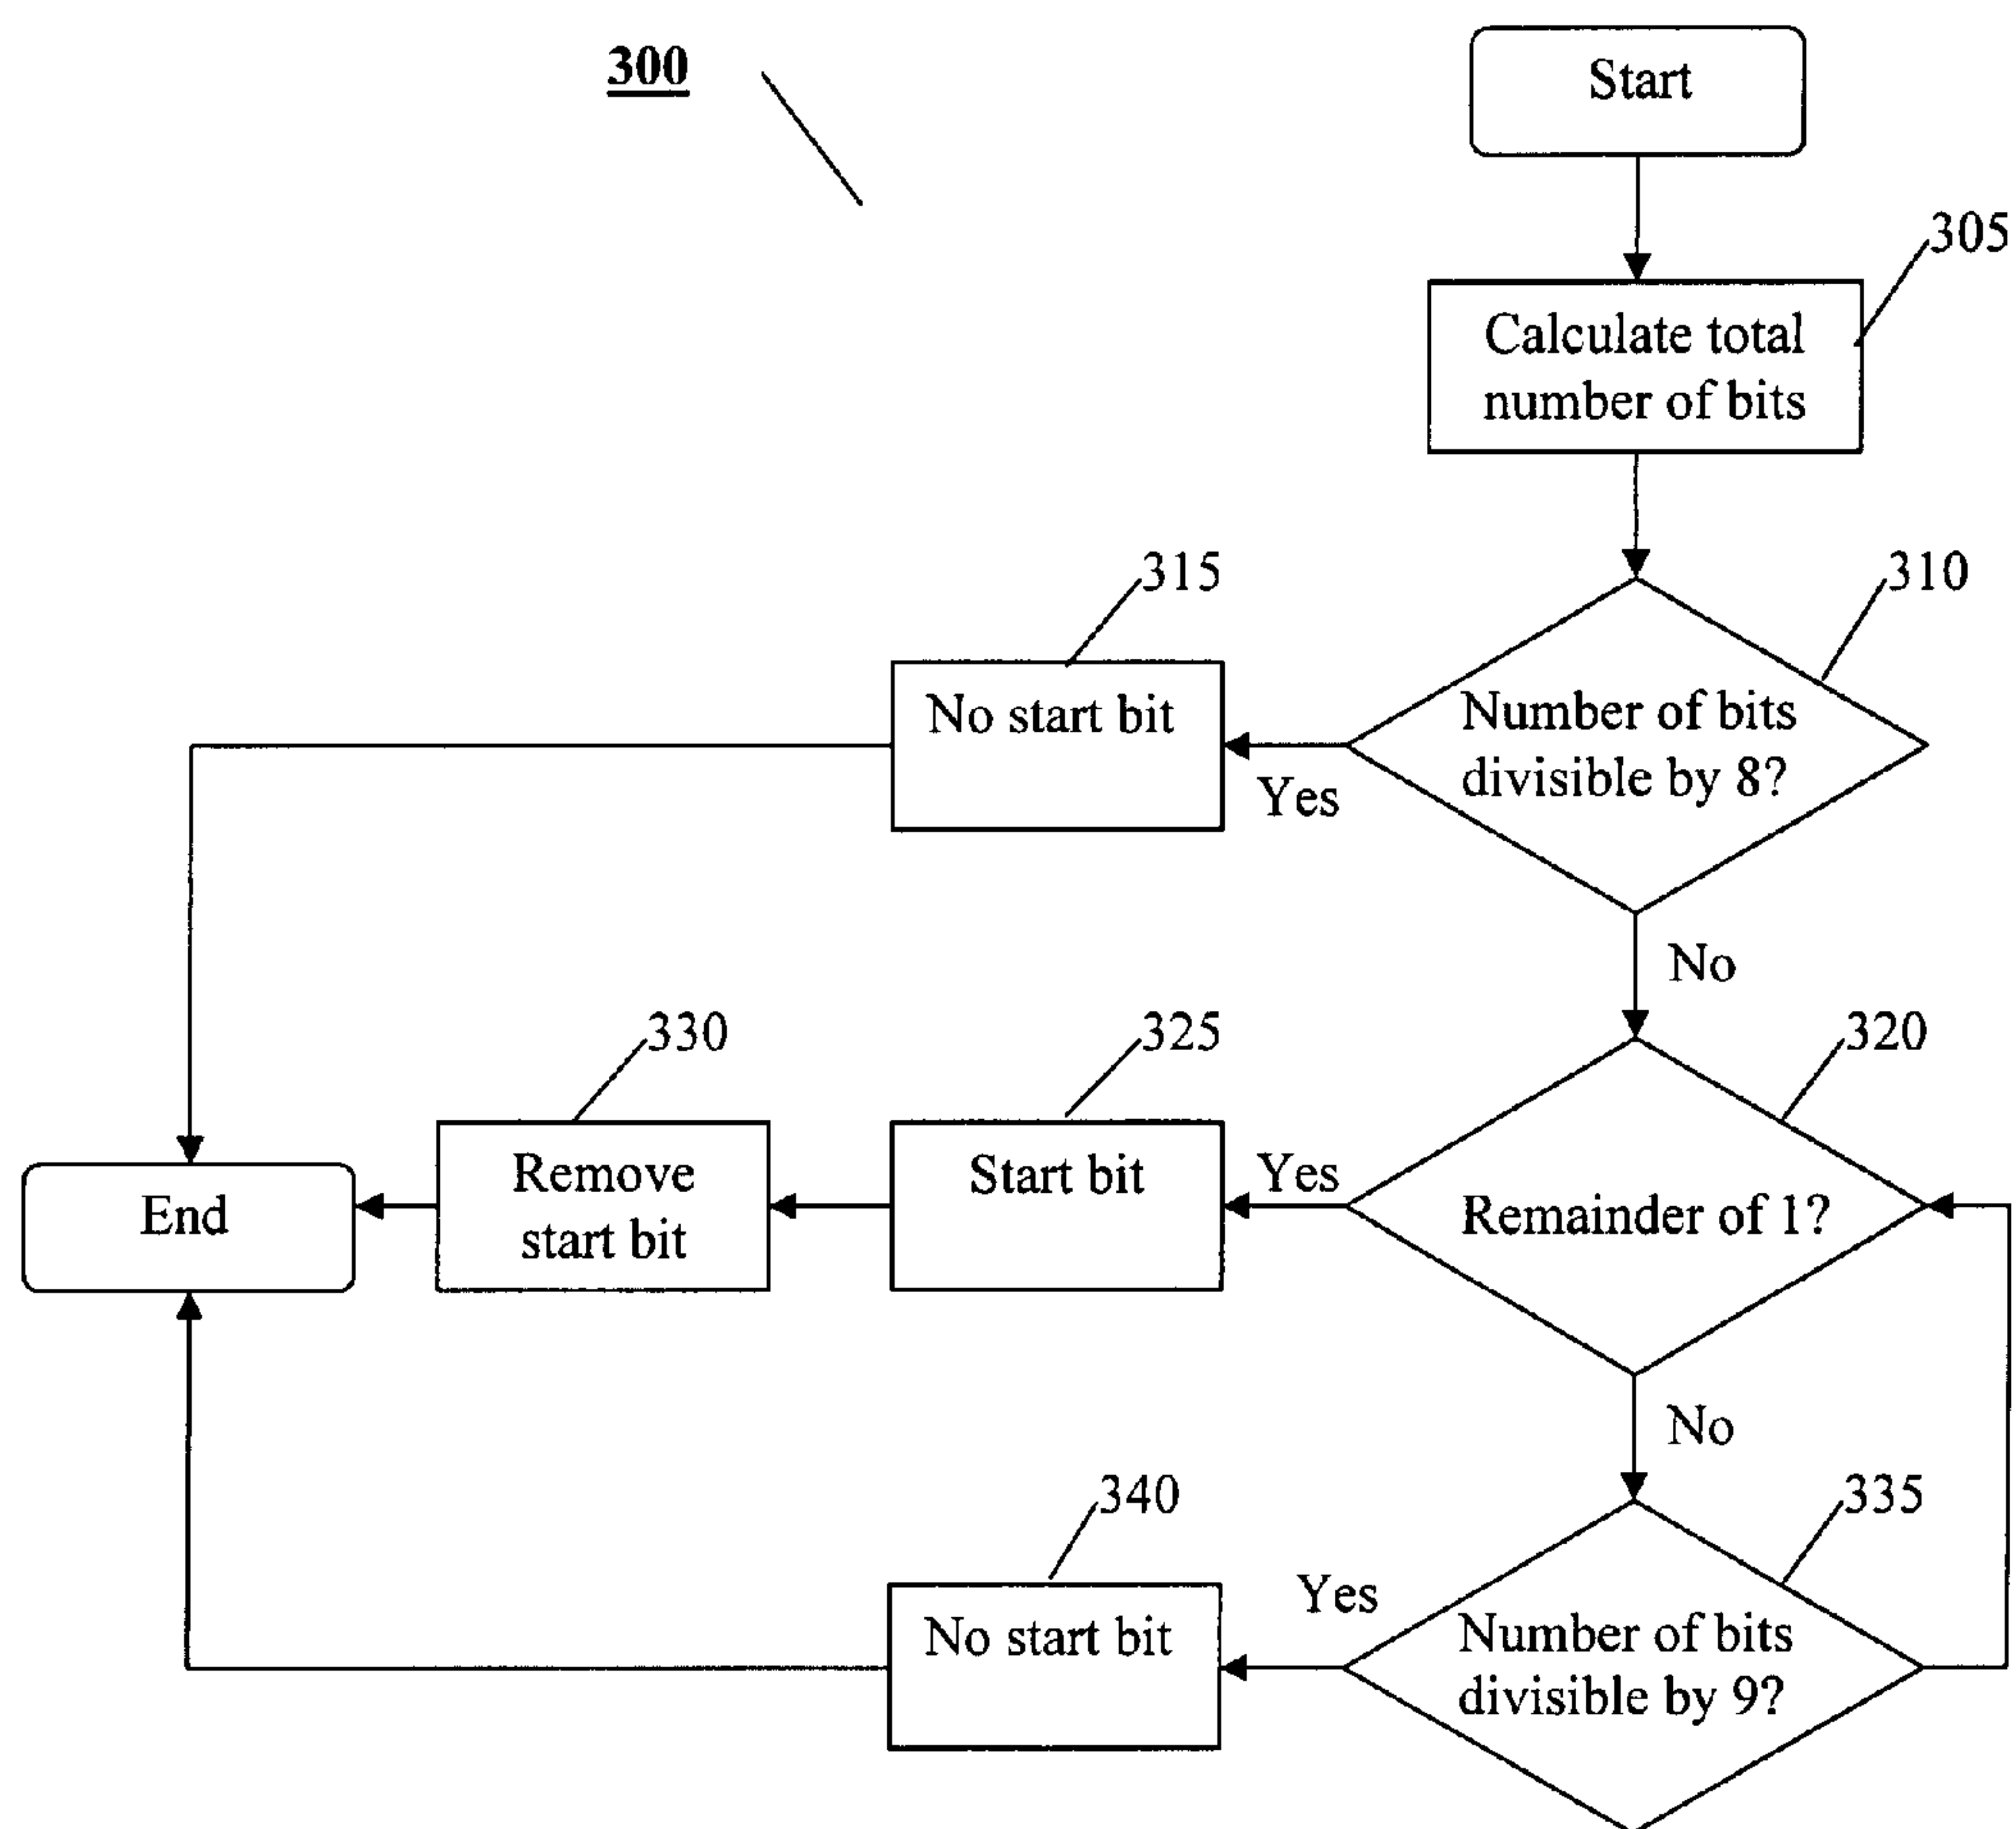 300
Start
305
Calculate total
number of bits
315
310
No start bit
Number of bits
divisible by 8?
Yes
No
330
325
320
Remove
start bit
Start bit
Yes
End
Remainder of 1?
No
340
335
Yes
No start bit
Number of bits
divisible by 9?